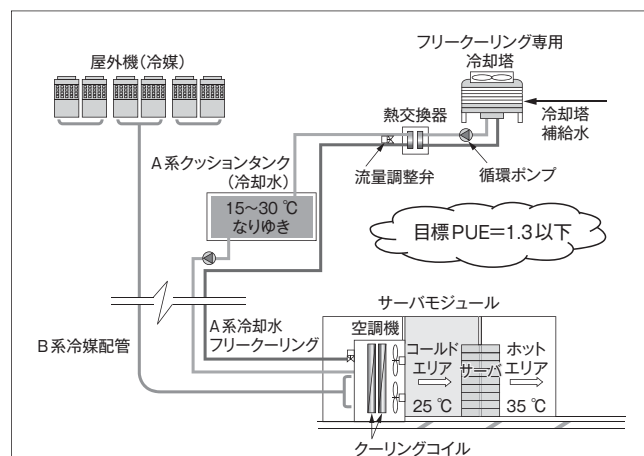 屋外機（冷媒）
フリークーリング専用
冷却塔
熱交換器
冷却塔
補給水
A系クッションタンク
（冷却水）
流量調整弁
循環ポンプ
15～30 ℃
なりゆき
目標 PUE＝1.3 以下
サーバモジュール
A系冷却水
フリークーリング
空調機
B系冷媒配管
コールド
エリア
サーバ
ホット
エリア
25 ℃
35 ℃
クーリングコイル